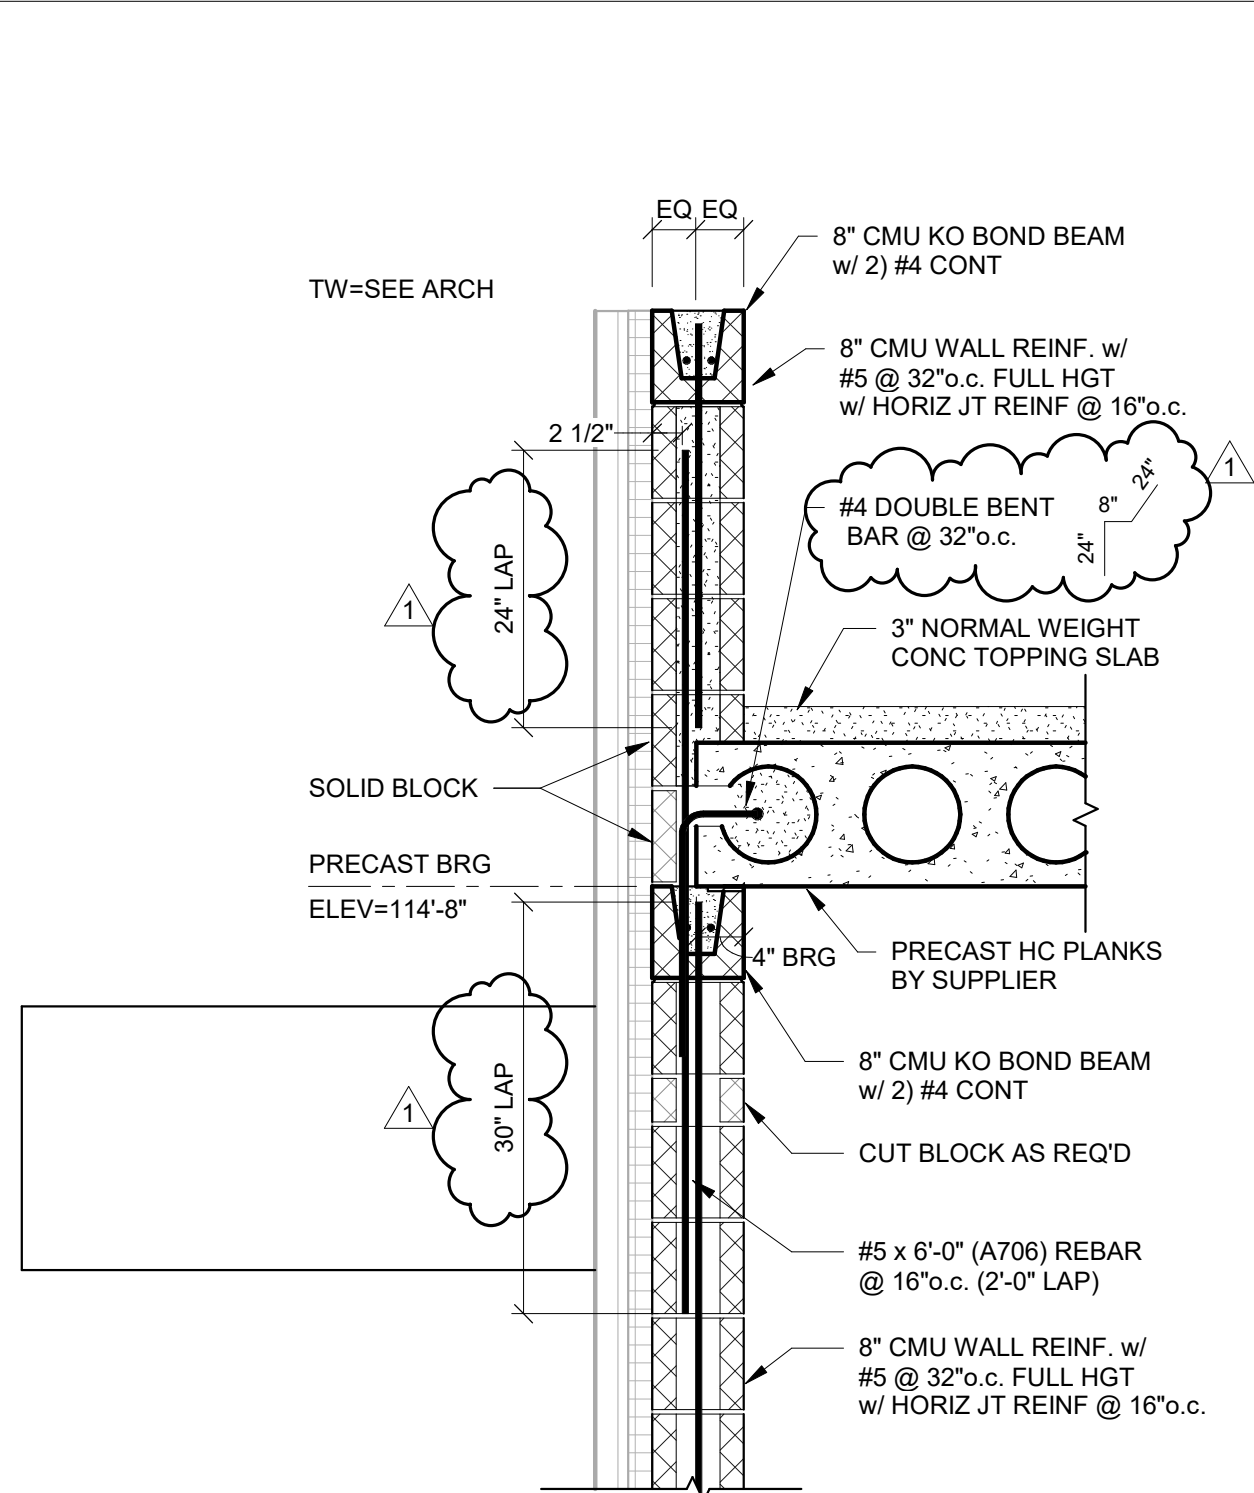 EQ EQ
8" CMU KO BOND BEAM
w/ 2) #4 CONT
TW=SEE ARCH
8" CMU WALL REINF. w/
#5 @ 32"o.c. FULL HGT
w/ HORIZ JT REINF @ 16"o.c.
2 1/2"
#4 DOUBLE BENT
BAR @ 32"o.c.
24"
8"
24"
1
24" LAP
1
3" NORMAL WEIGHT
CONC TOPPING SLAB
SOLID BLOCK
PRECAST BRG
ELEV=114'-8"
4" BRG
PRECAST HC PLANKS
BY SUPPLIER
30" LAP
1
8" CMU KO BOND BEAM
w/ 2) #4 CONT
CUT BLOCK AS REQ'D
#5 x 6'-0" (A706) REBAR
@ 16"o.c. (2'-0" LAP)
8" CMU WALL REINF. w/
#5 @ 32"o.c. FULL HGT
w/ HORIZ JT REINF @ 16"o.c.